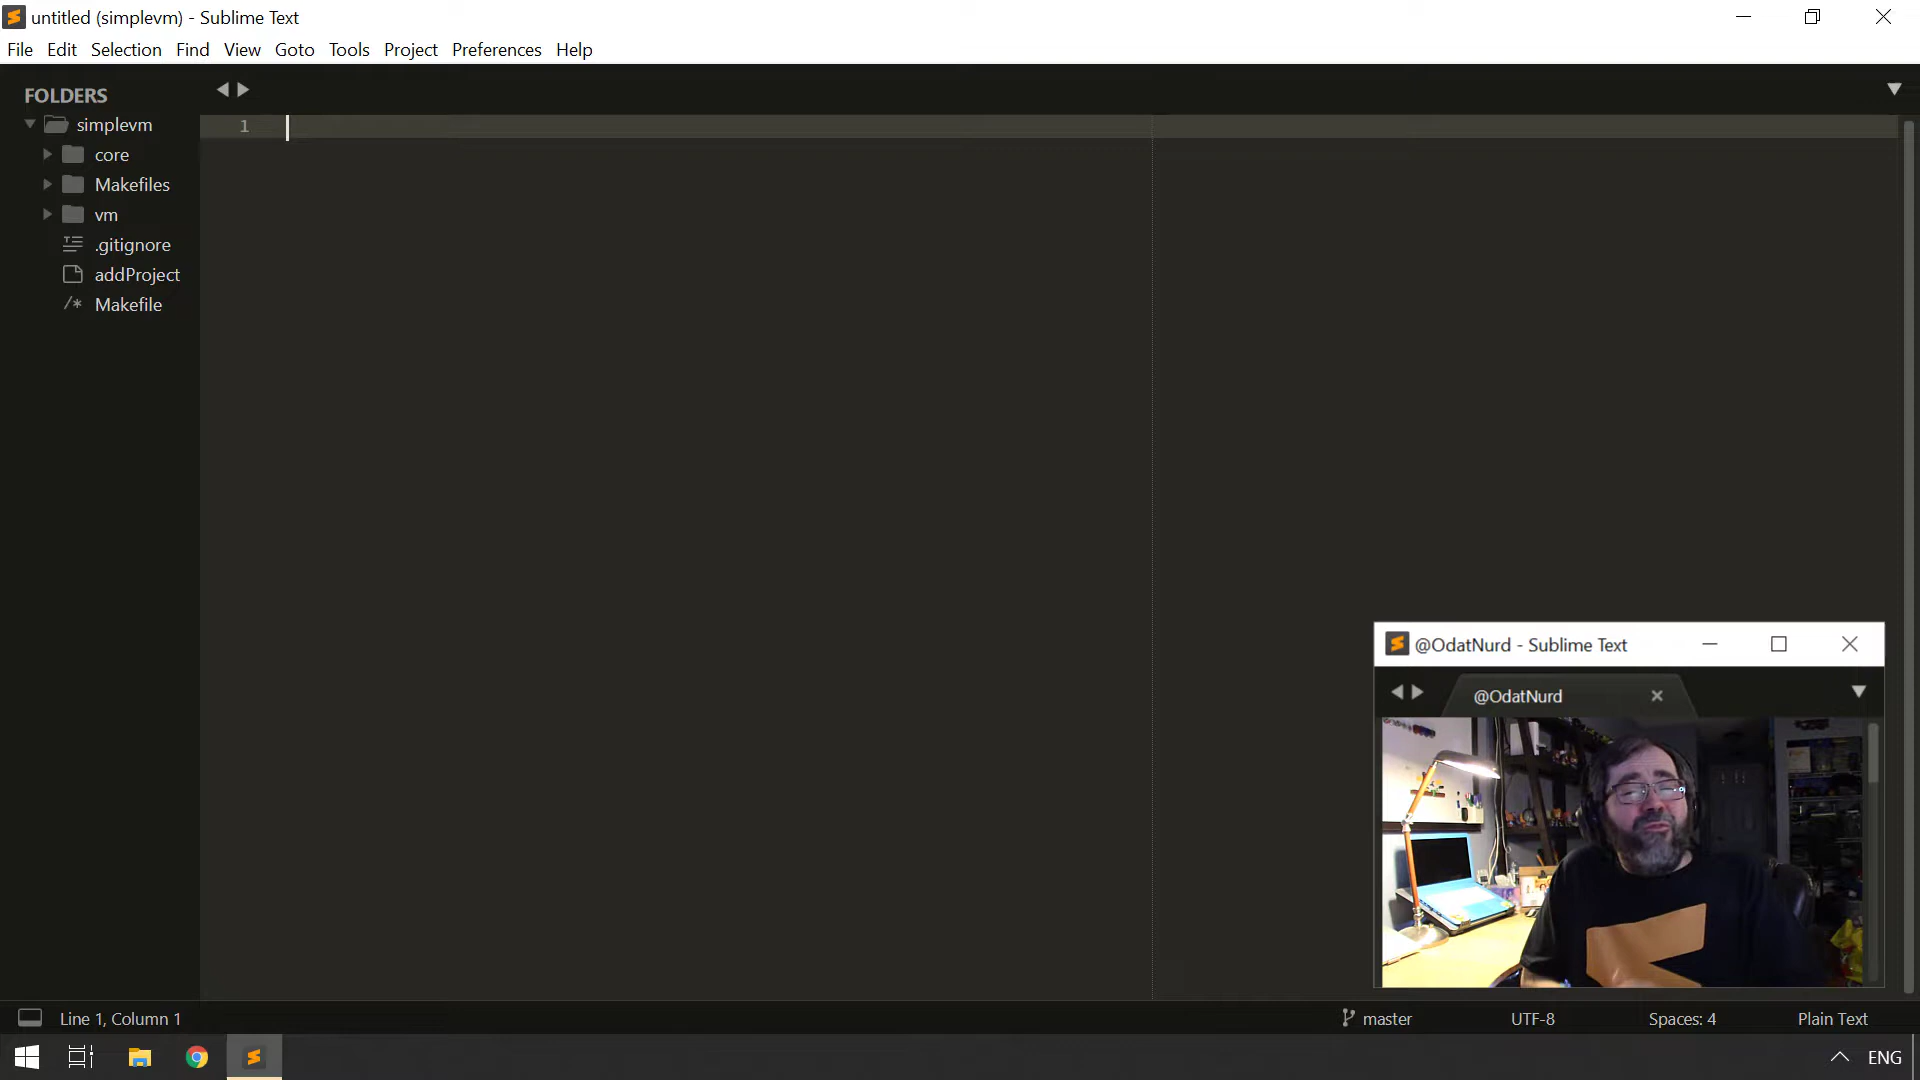 untitled (simplevm) - Sublime Text
File Edit Selection Find View Goto Tools Project Preferences Help
FOLDERS
simplevm
1
core
Makefiles
vm
.gitignore
addProject
/* Makefile
@OdatNurd - Sublime Text
@OdatNurd
Line 1, Column 1
master
UTF-8
Spaces: 4
Plain Text
ENG